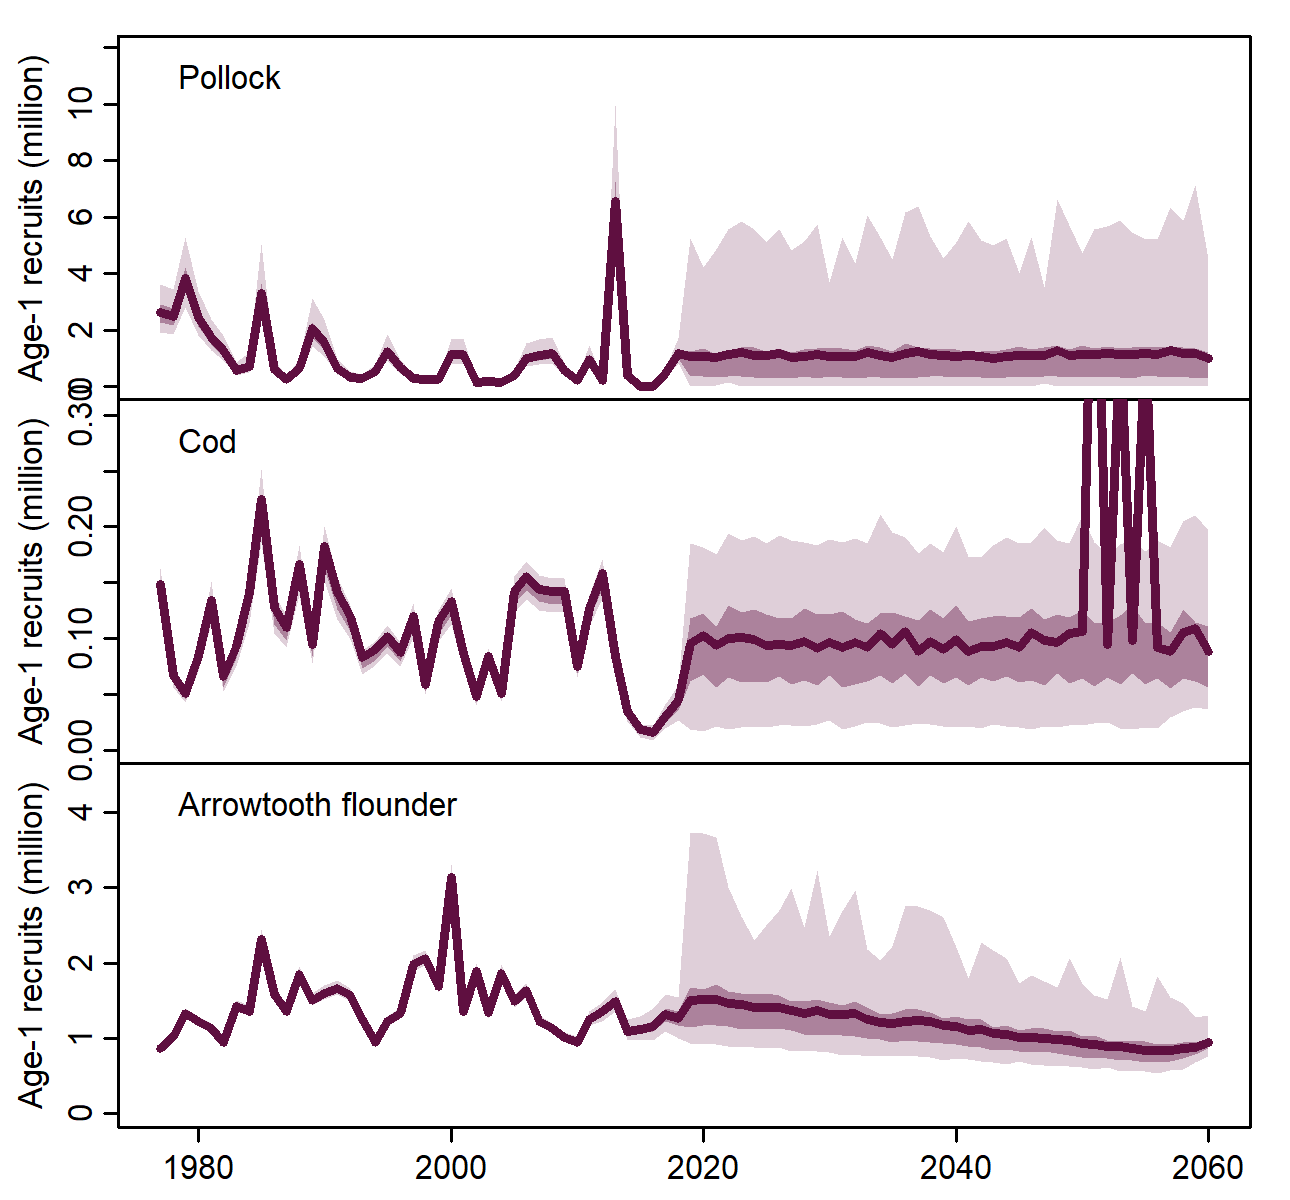 Pollock
Age-1 recruits (million)
10
8
6
4
2
0
Cod
Age-1 recruits (million)
0.30
0.20
0.10
0.00
Arrowtooth flounder
Age-1 recruits (million)
4
3
2
1
0
1980 2000 2020 2040 2060